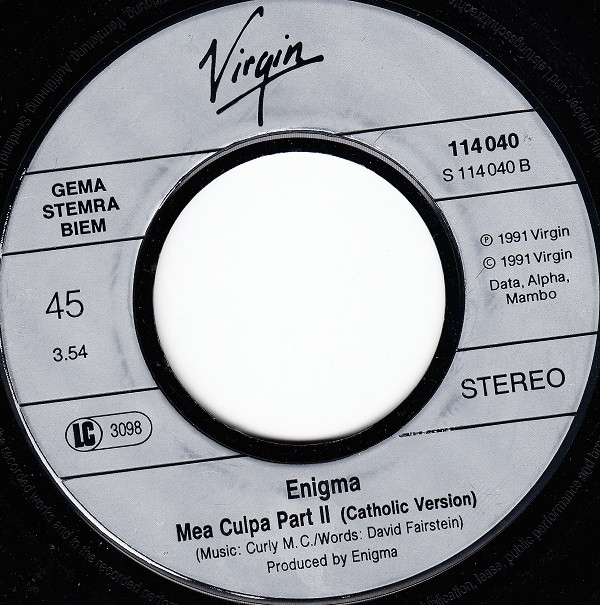 Virgin
114 040
S 114 040 B
GEMA
STEMRA
BIEM
℗ 1991 Virgin
© 1991 Virgin
Data, Alpha,
Mambo
45
3.54
STEREO
LC 3098
Enigma
Mea Culpa Part II (Catholic Version)
(Music: Curly M.C./Words: David Fairstein)
Produced by Enigma